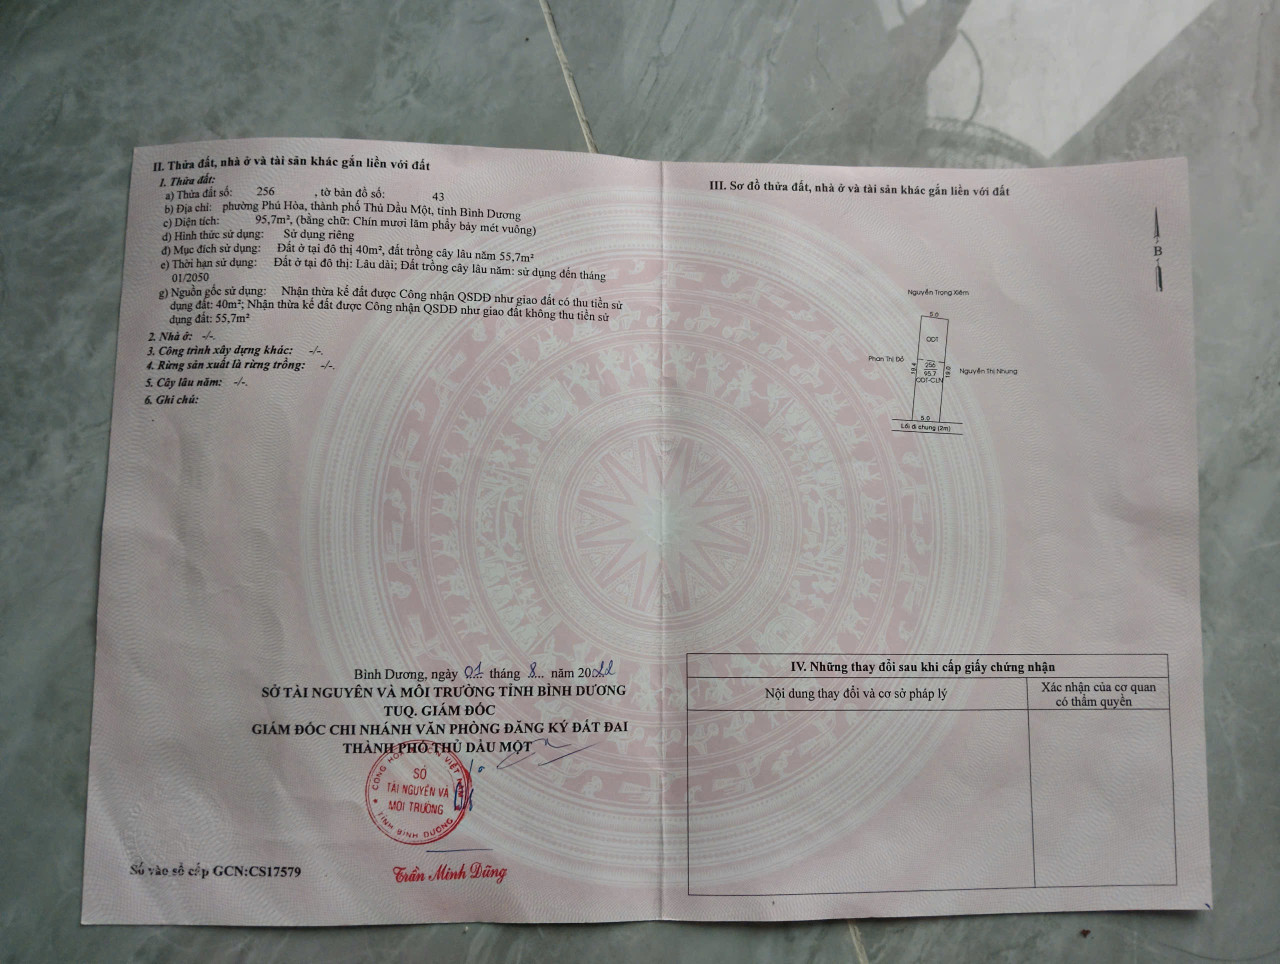 II. Thửa đất, nhà ở và tài sản khác gắn liền với đất
1. Thửa đất:
a) Thửa đất số: 256 , tờ bản đồ số: 43
b) Địa chỉ: phường Phú Hòa, thành phố Thủ Dầu Một, tỉnh Bình Dương
c) Diện tích: 95,7m², (bằng chữ: Chín mươi lăm phẩy bảy mét vuông)
d) Hình thức sử dụng: Sử dụng riêng
đ) Mục đích sử dụng: Đất ở tại đô thị 40m², đất trồng cây lâu năm 55,7m²
e) Thời hạn sử dụng: Đất ở tại đô thị: Lâu dài; Đất trồng cây lâu năm: sử dụng đến tháng
01/2050
g) Nguồn gốc sử dụng: Nhận thừa kế đất được Công nhận QSDĐ như giao đất có thu tiền sử
dụng đất: 40m²; Nhận thừa kế đất được Công nhận QSDĐ như giao đất không thu tiền sử
dụng đất: 55,7m²
2. Nhà ở: -/-.
3. Công trình xây dựng khác: -/-.
4. Rừng sản xuất là rừng trồng: -/-.
5. Cây lâu năm: -/-.
6. Ghi chú:
Bình Dương, ngày 01 tháng 8... năm 2022
SỞ TÀI NGUYÊN VÀ MÔI TRƯỜNG TỈNH BÌNH DƯƠNG
TUQ. GIÁM ĐỐC
GIÁM ĐỐC CHI NHÁNH VĂN PHÒNG ĐĂNG KÝ ĐẤT ĐAI
THÀNH PHỐ THỦ DẦU MỘT
SỞ
TÀI NGUYÊN VÀ
MÔI TRƯỜNG
TỈNH BÌNH DƯƠNG
Trần Minh Dũng
Số vào sổ cấp GCN:CS17579
III. Sơ đồ thửa đất, nhà ở và tài sản khác gắn liền với đất
B
Nguyễn Trọng Xiêm
5.0
ODT
Phan Thị Đồ
19.4
256
95.7
19.0
Nguyễn Thị Nhung
ODT-CLN
5.0
Lối đi chung (2m)
IV. Những thay đổi sau khi cấp giấy chứng nhận
Nội dung thay đổi và cơ sở pháp lý
Xác nhận của cơ quan
có thẩm quyền